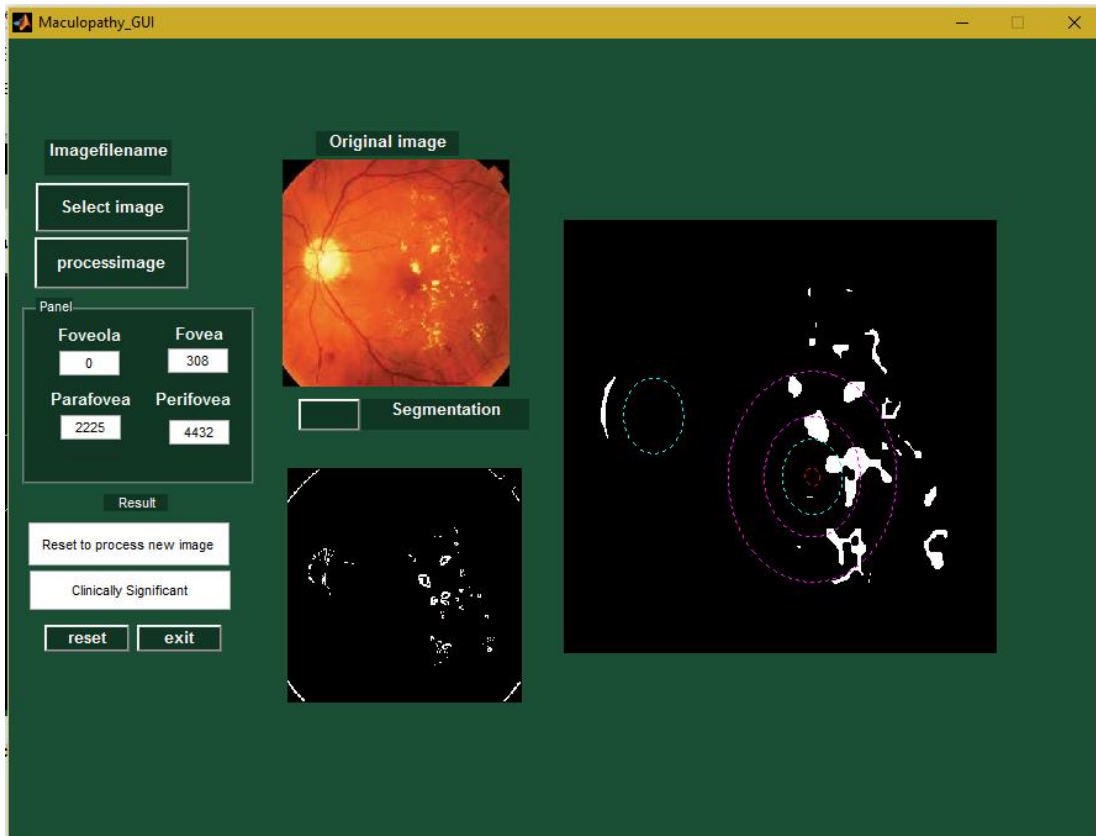 Maculopathy_GUI
Imagefilename
Select image
processimage
Panel
Foveola Fovea
0 308
Parafovea Perifovea
2225 4432
Result
Reset to process new image
Clinically Significant
reset exit
Original image
Segmentation